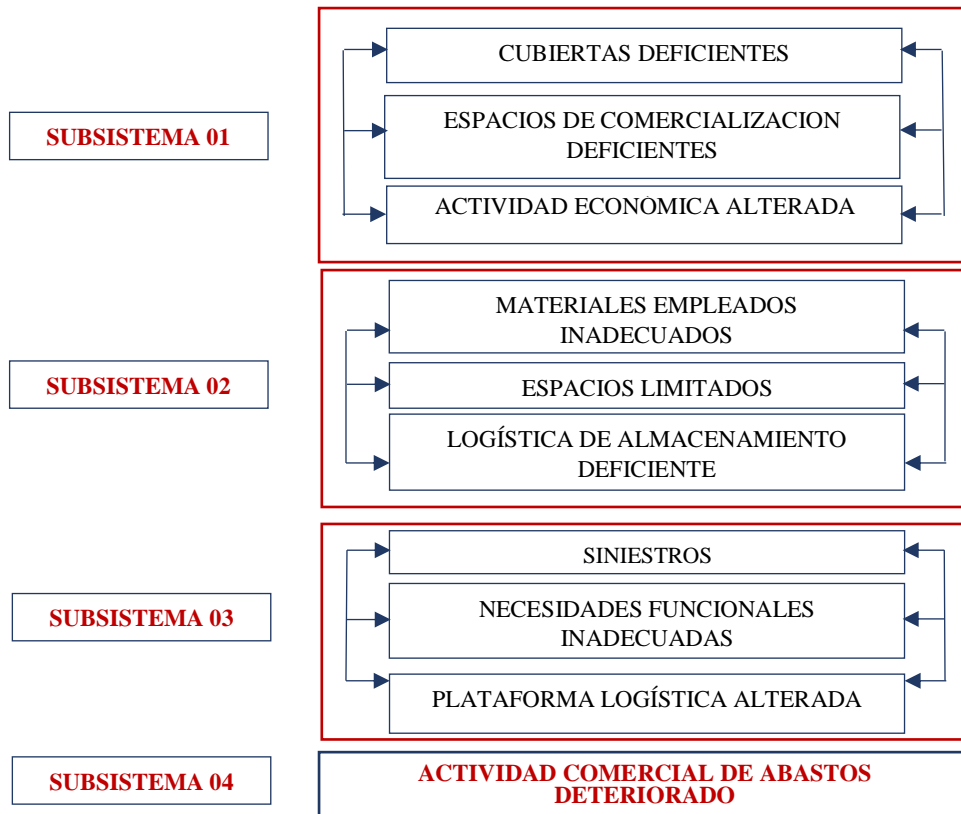 CUBIERTAS DEFICIENTES
SUBSISTEMA 01
ESPACIOS DE COMERCIALIZACION
DEFICIENTES
ACTIVIDAD ECONÓMICA ALTERADA
MATERIALES EMPLEADOS
INADECUADOS
SUBSISTEMA 02
ESPACIOS LIMITADOS
LOGÍSTICA DE ALMACENAMIENTO
DEFICIENTE
SINIESTROS
SUBSISTEMA 03
NECESIDADES FUNCIONALES
INADECUADAS
PLATAFORMA LOGÍSTICA ALTERADA
SUBSISTEMA 04
ACTIVIDAD COMERCIAL DE ABASTOS
DETERIORADO